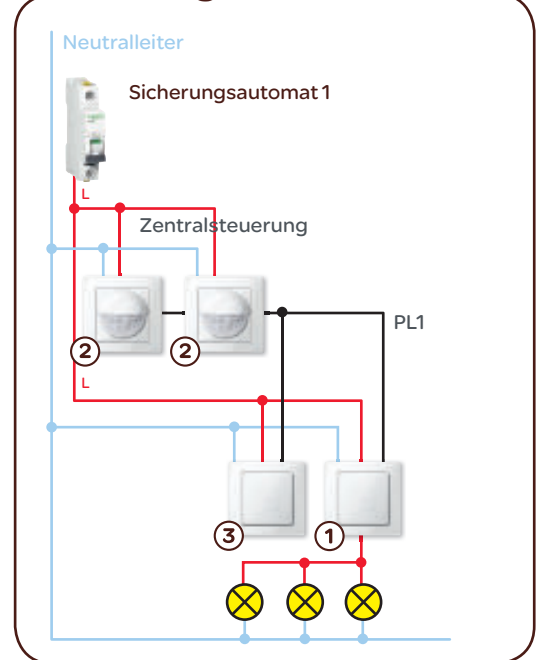 Neutralleiter
Sicherungsautomat 1
L
Zentralsteuerung
PL1
2
2
L
3
1